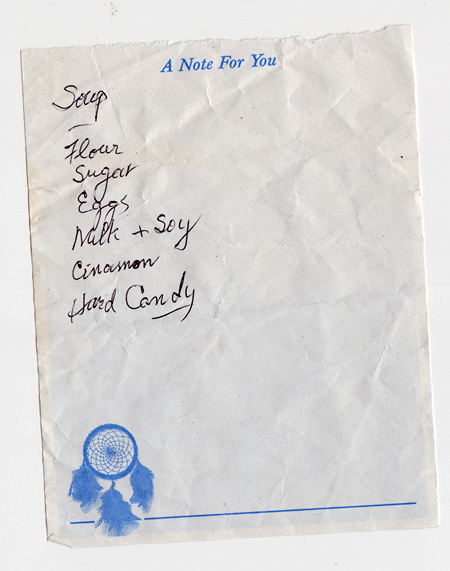 A Note For You
Soup
Flour
Sugar
Eggs
Milk + Soy
Cinamon
Hard Candy